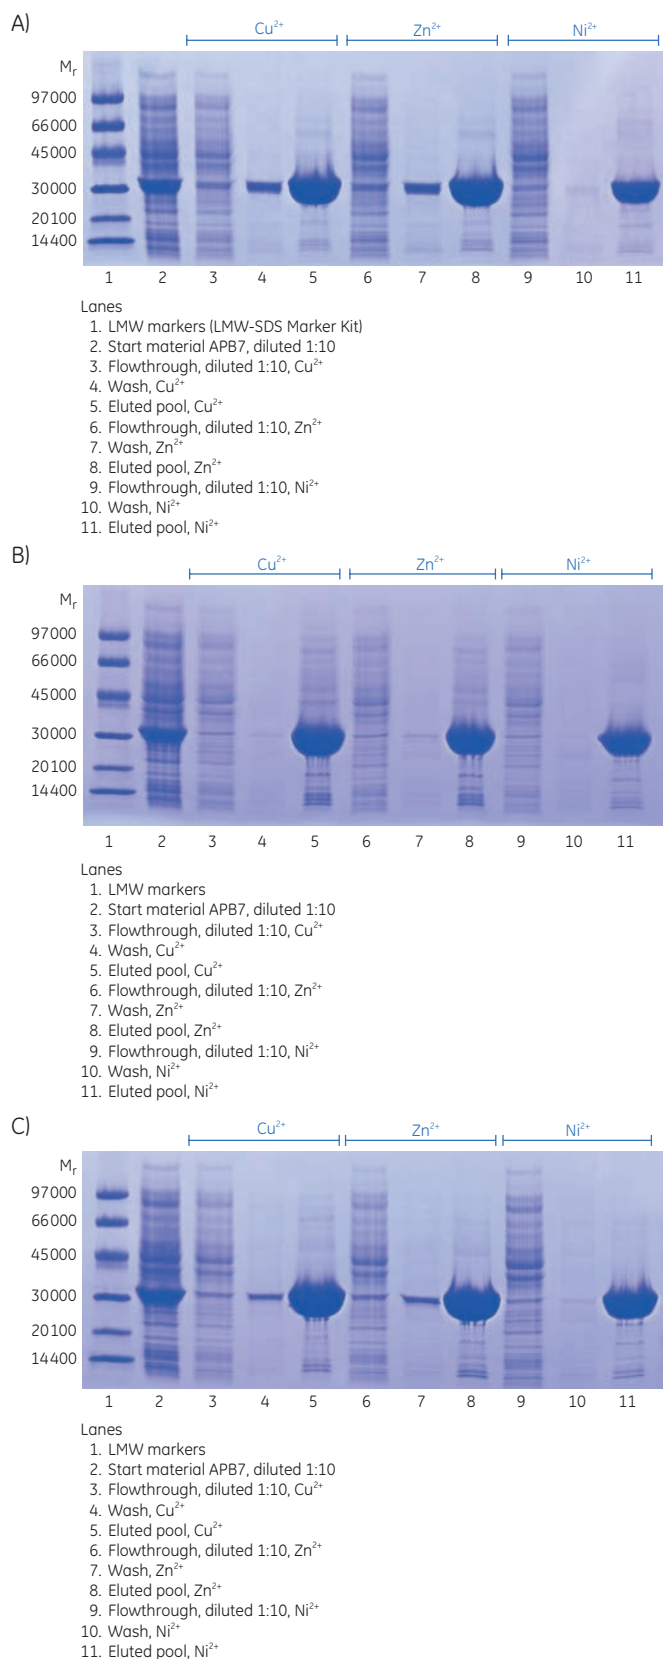 A)
Cu²⁺ Zn²⁺ Ni²⁺
Mᵣ
97000
66000
45000
30000
20100
14400
1 2 3 4 5 6 7 8 9 10 11
Lanes
1. LMW markers (LMW-SDS Marker Kit)
2. Start material APB7, diluted 1:10
3. Flowthrough, diluted 1:10, Cu²⁺
4. Wash, Cu²⁺
5. Eluted pool, Cu²⁺
6. Flowthrough, diluted 1:10, Zn²⁺
7. Wash, Zn²⁺
8. Eluted pool, Zn²⁺
9. Flowthrough, diluted 1:10, Ni²⁺
10. Wash, Ni²⁺
11. Eluted pool, Ni²⁺
B)
Cu²⁺ Zn²⁺ Ni²⁺
Mᵣ
97000
66000
45000
30000
20100
14400
1 2 3 4 5 6 7 8 9 10 11
Lanes
1. LMW markers
2. Start material APB7, diluted 1:10
3. Flowthrough, diluted 1:10, Cu²⁺
4. Wash, Cu²⁺
5. Eluted pool, Cu²⁺
6. Flowthrough, diluted 1:10, Zn²⁺
7. Wash, Zn²⁺
8. Eluted pool, Zn²⁺
9. Flowthrough, diluted 1:10, Ni²⁺
10. Wash, Ni²⁺
11. Eluted pool, Ni²⁺
C)
Cu²⁺ Zn²⁺ Ni²⁺
Mᵣ
97000
66000
45000
30000
20100
14400
1 2 3 4 5 6 7 8 9 10 11
Lanes
1. LMW markers
2. Start material APB7, diluted 1:10
3. Flowthrough, diluted 1:10, Cu²⁺
4. Wash, Cu²⁺
5. Eluted pool, Cu²⁺
6. Flowthrough, diluted 1:10, Zn²⁺
7. Wash, Zn²⁺
8. Eluted pool, Zn²⁺
9. Flowthrough, diluted 1:10, Ni²⁺
10. Wash, Ni²⁺
11. Eluted pool, Ni²⁺